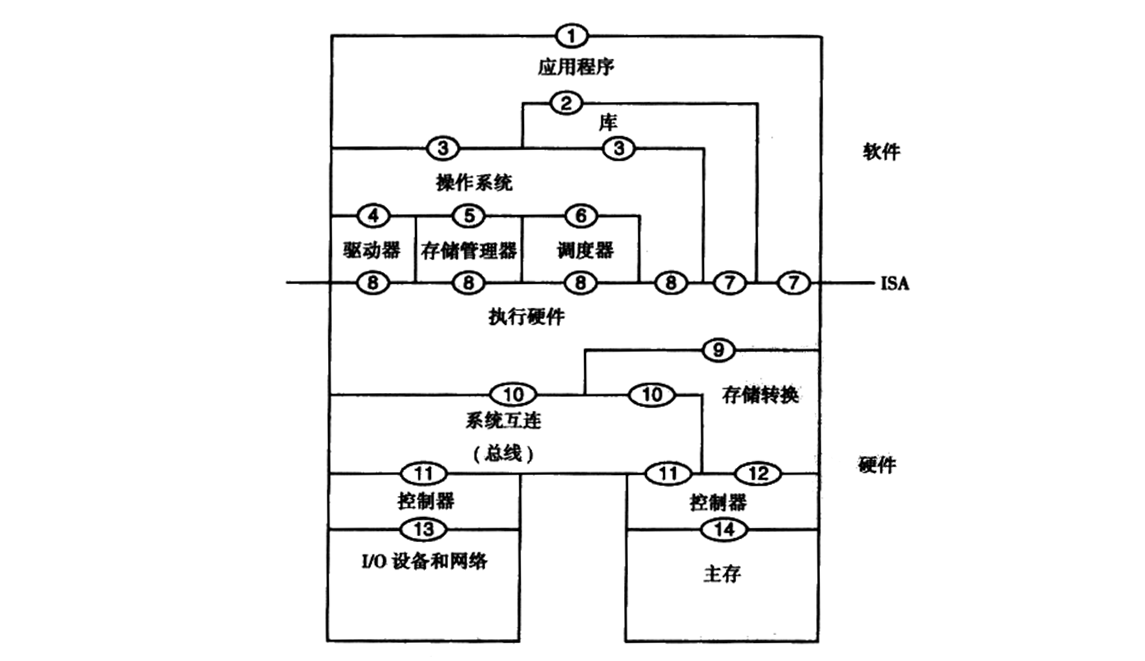 1
应用程序
2
库
3 3
软件
操作系统
4 5 6
驱动器 存储管理器 调度器
8 8 8 8 7 7 ISA
执行硬件
9
10 10 存储转换
系统互连
(总线)
硬件
11 11 12
控制器 控制器
13 14
I/O 设备和网络
主存